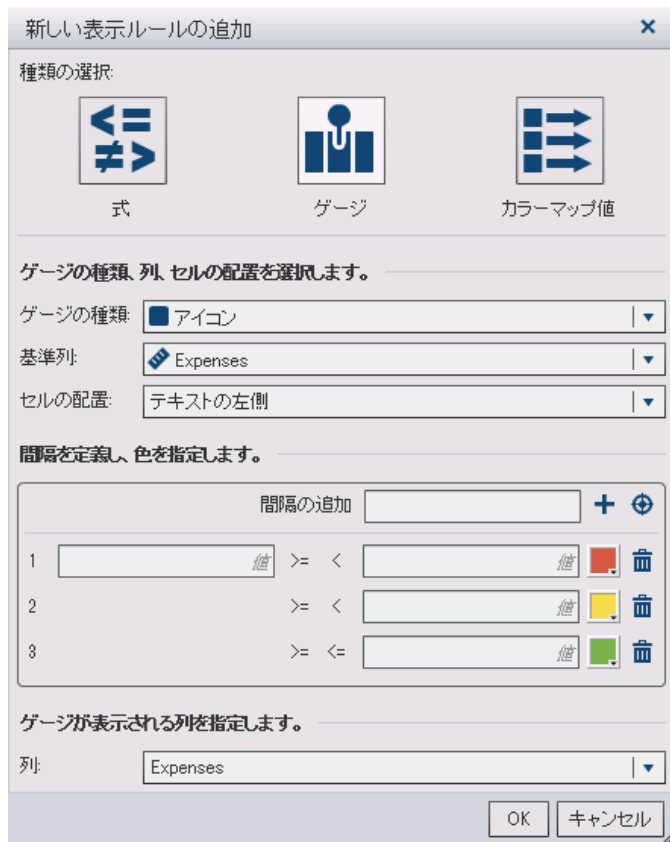 新しい表示ルールの追加
種類の選択:
式 ゲージ カラーマップ値
ゲージの種類、列、セルの配置を選択します。
ゲージの種類: アイコン
基準列: Expenses
セルの配置: テキストの左側
間隔を定義し、色を指定します。
間隔の追加
1 値 >= < 値
2 >= < 値
3 >= <= 値
ゲージが表示される列を指定します。
列: Expenses
OK キャンセル